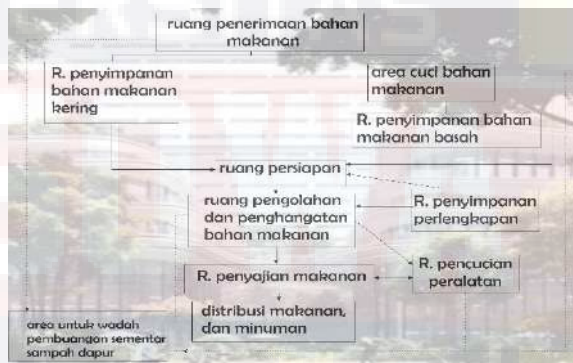 ruang penerimaan bahan
makanan
R. penyimpanan
bahan makanan
kering
area cuci bahan
makanan
R. penyimpanan bahan
makanan basah
ruang persiapan
ruang pengolahan
dan penghangatan
bahan makanan
R. penyimpanan
perlengkapan
R. penyajian makanan
R. pencucian
peralatan
distribusi makanan,
dan minuman
area untuk wadah
pembuangan sementar
sampah dapur